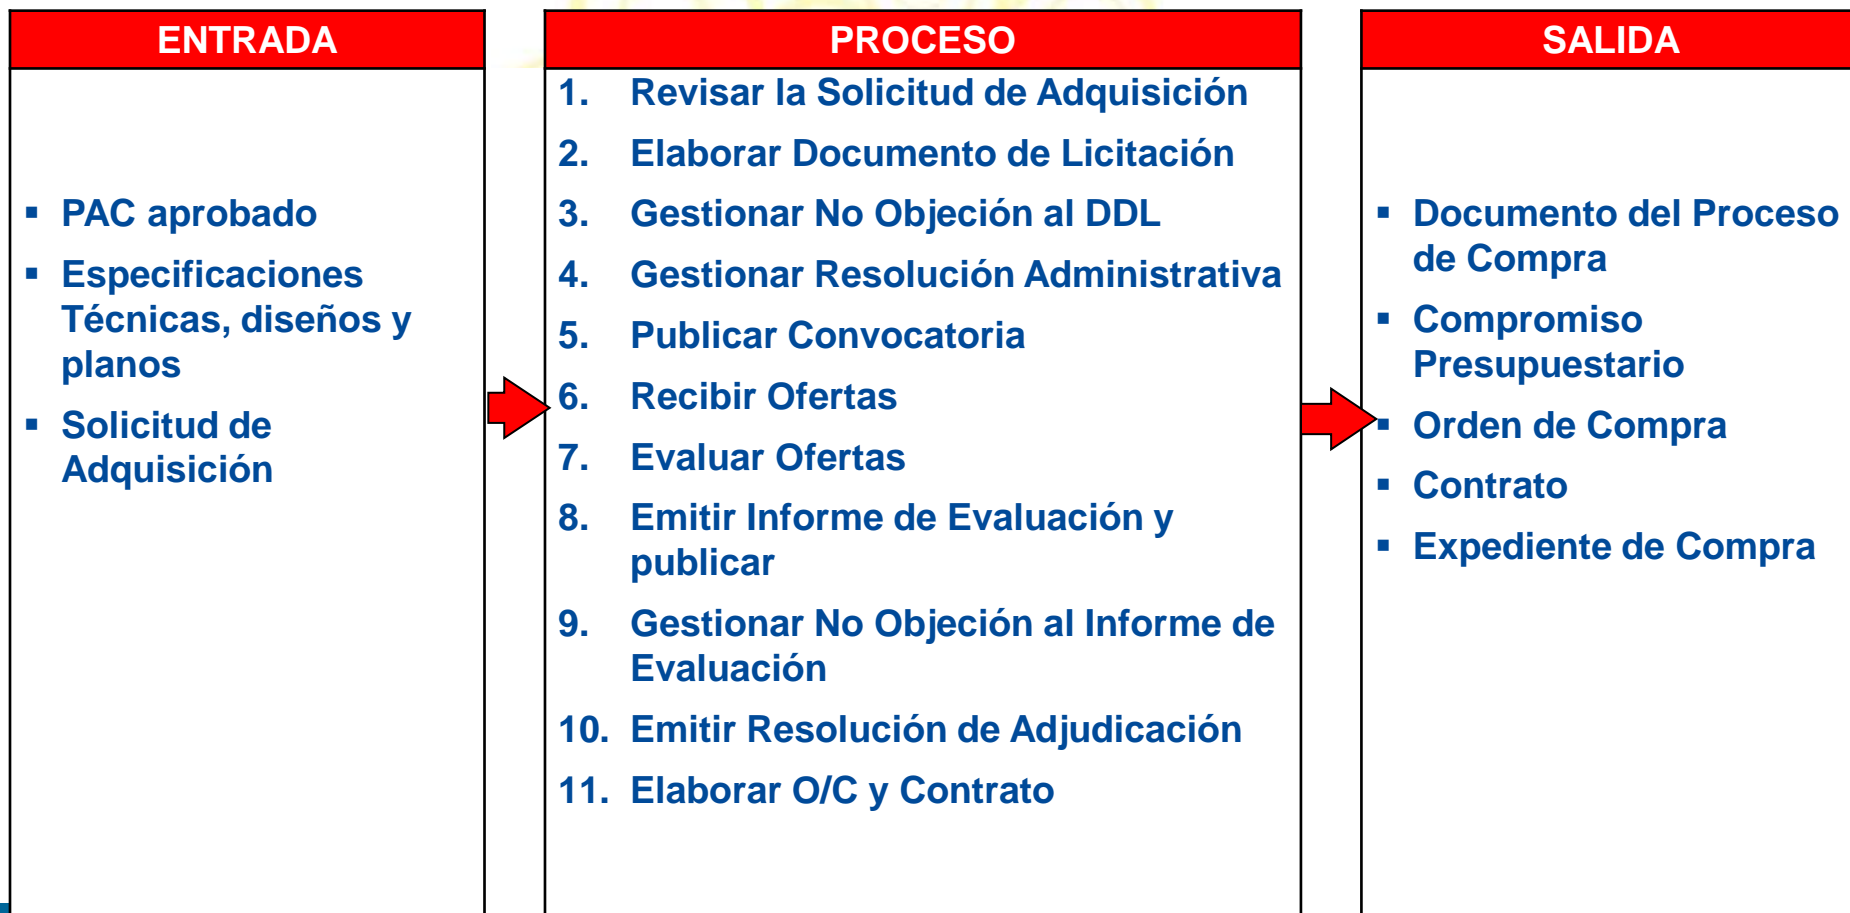 ENTRADA
▪ PAC aprobado
▪ Especificaciones
Técnicas, diseños y
planos
▪ Solicitud de
Adquisición
PROCESO
1. Revisar la Solicitud de Adquisición
2. Elaborar Documento de Licitación
3. Gestionar No Objeción al DDL
4. Gestionar Resolución Administrativa
5. Publicar Convocatoria
6. Recibir Ofertas
7. Evaluar Ofertas
8. Emitir Informe de Evaluación y
publicar
9. Gestionar No Objeción al Informe de
Evaluación
10. Emitir Resolución de Adjudicación
11. Elaborar O/C y Contrato
SALIDA
▪ Documento del Proceso
de Compra
▪ Compromiso
Presupuestario
▪ Orden de Compra
▪ Contrato
▪ Expediente de Compra